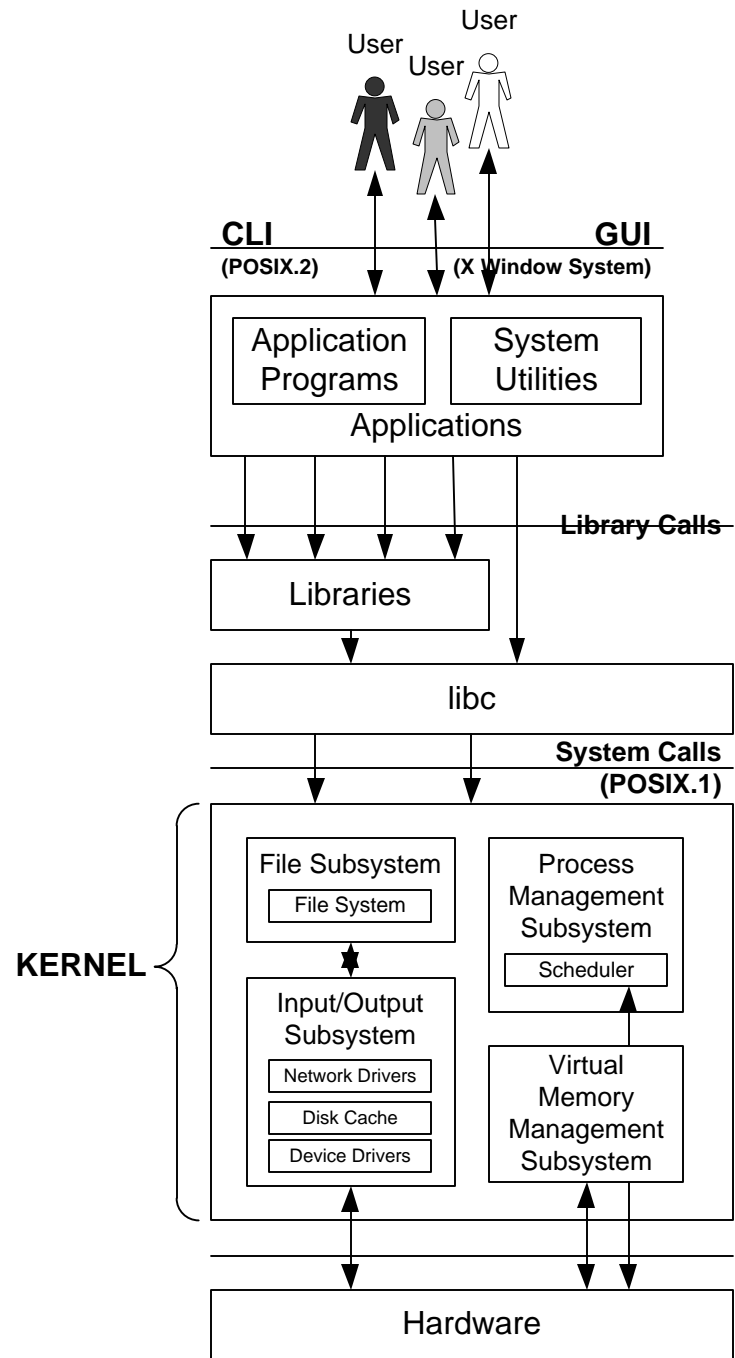 User
User
User
CLI
(POSIX.2)
GUI
(X Window System)
Application
Programs
System
Utilities
Applications
Library Calls
Libraries
libc
System Calls
(POSIX.1)
KERNEL
File Subsystem
File System
Input/Output
Subsystem
Network Drivers
Disk Cache
Device Drivers
Process
Management
Subsystem
Scheduler
Virtual
Memory
Management
Subsystem
Hardware